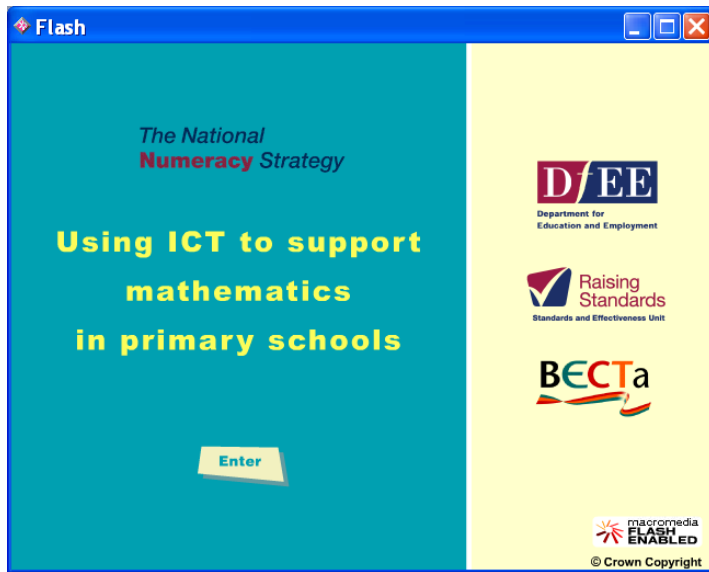 Flash
The National
Numeracy Strategy
Using ICT to support
mathematics
in primary schools
Enter
DfEE
Department for
Education and Employment
Raising
Standards
Standards and Effectiveness Unit
BECTa
macromedia
FLASH
ENABLED
© Crown Copyright